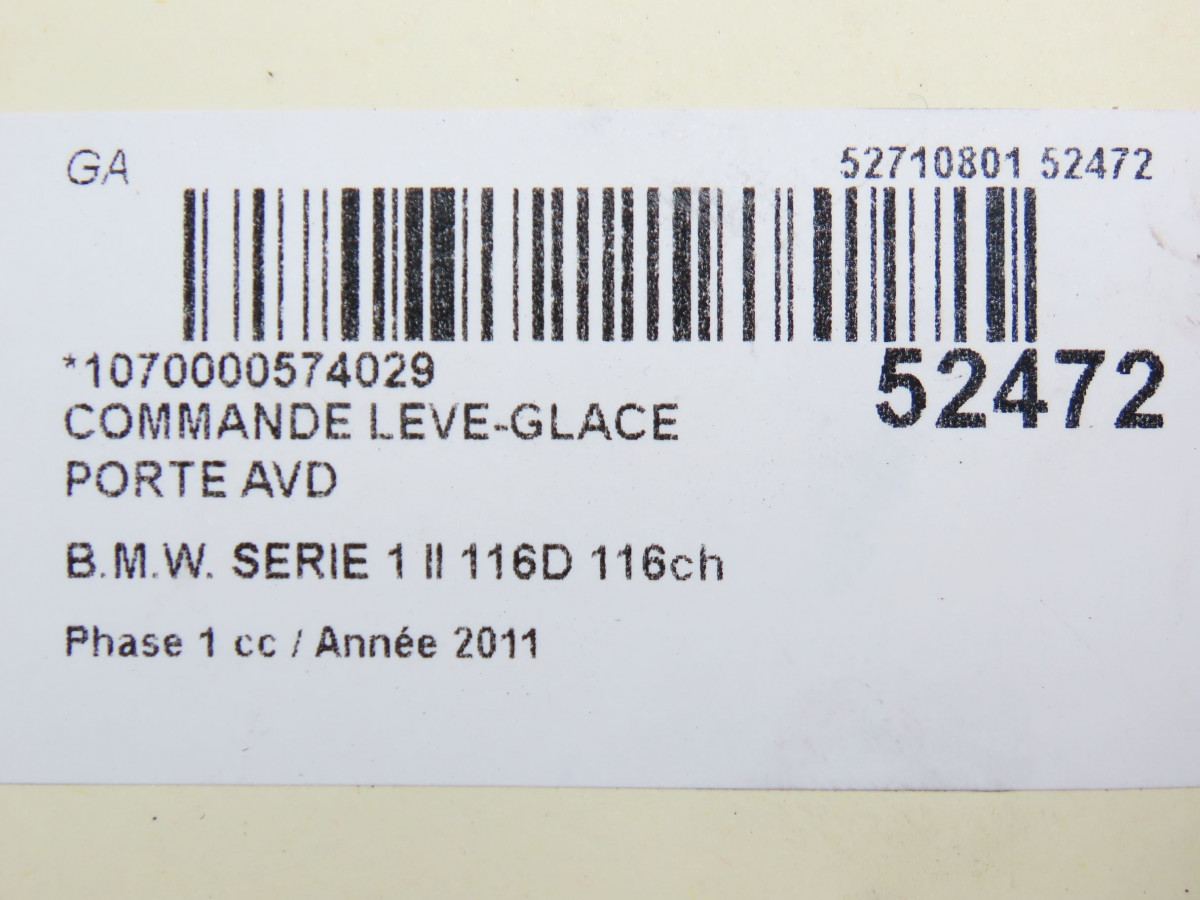 GA
52710801 52472
*1070000574029
52472
COMMANDE LEVE-GLACE
PORTE AVD
B.M.W. SERIE 1 II 116D 116ch
Phase 1 cc / Année 2011